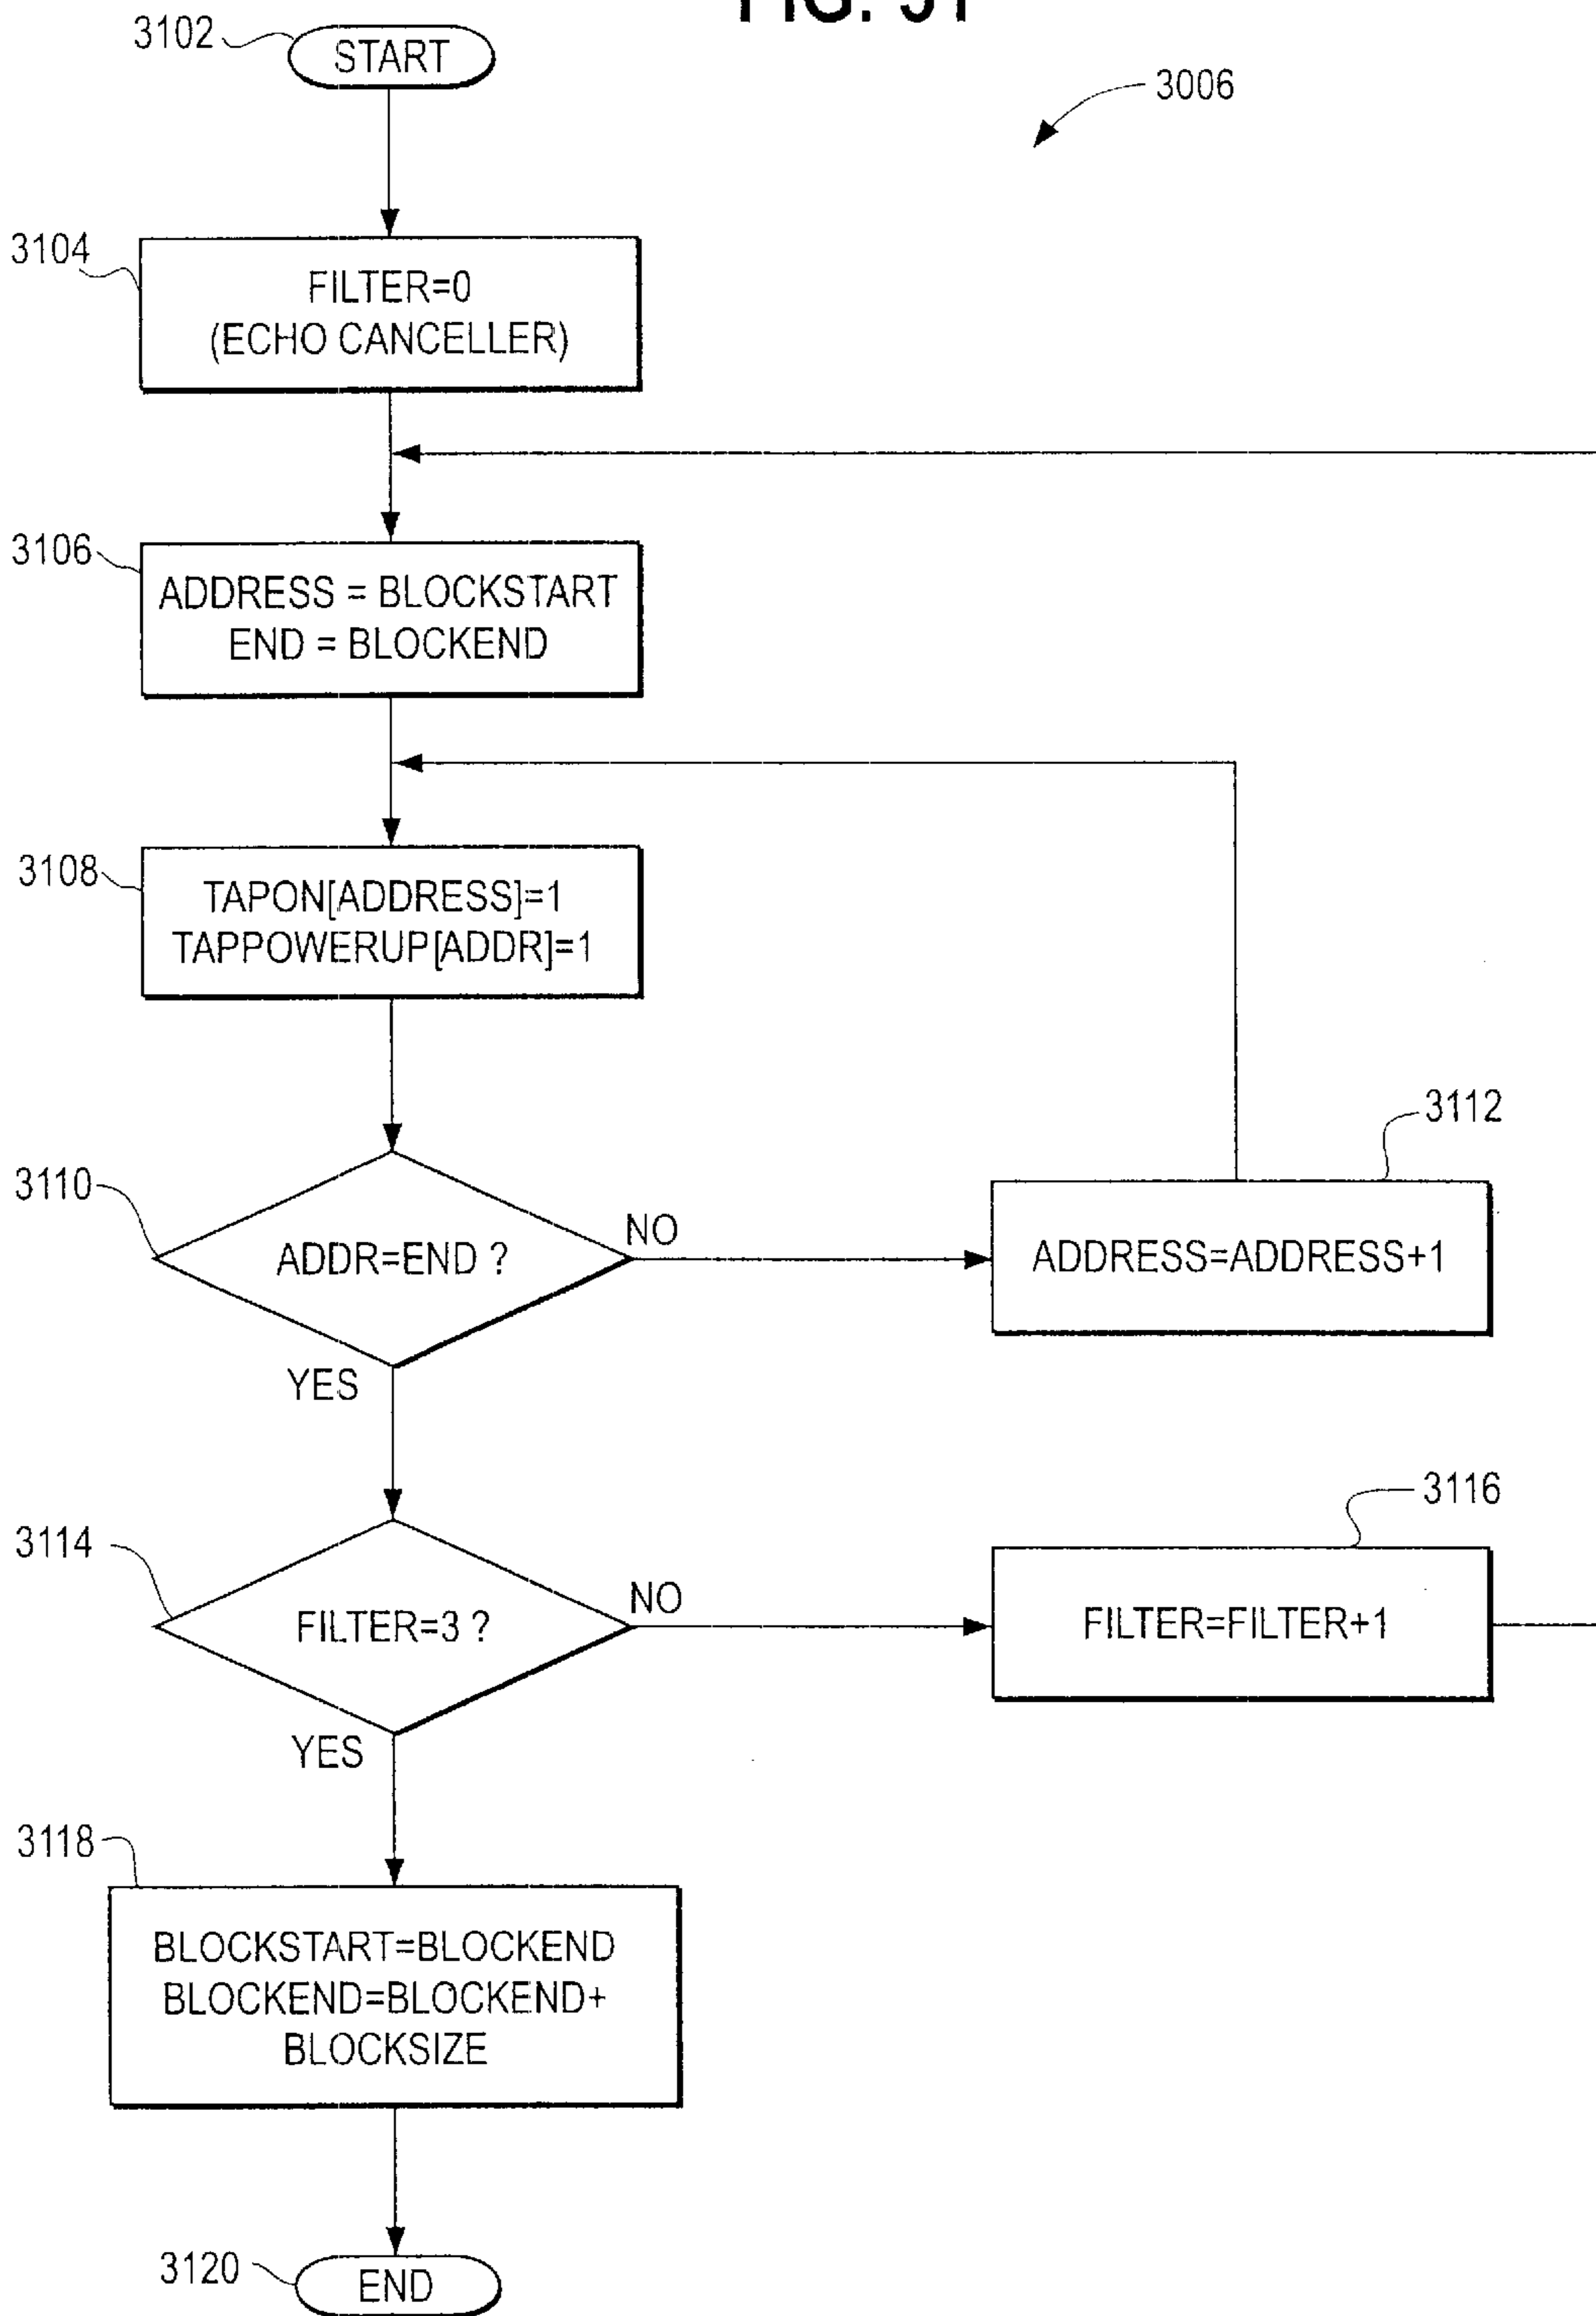 FIG. 31
3102
START
3006
3104
FILTER=0
(ECHO CANCELLER)
3106
ADDRESS = BLOCKSTART
END = BLOCKEND
3108
TAPON[ADDRESS]=1
TAPPOWERUP[ADDR]=1
3112
3110
ADDR=END ?
NO
ADDRESS=ADDRESS+1
YES
3116
3114
FILTER=3 ?
NO
FILTER=FILTER+1
YES
3118
BLOCKSTART=BLOCKEND
BLOCKEND=BLOCKEND+
BLOCKSIZE
3120
END